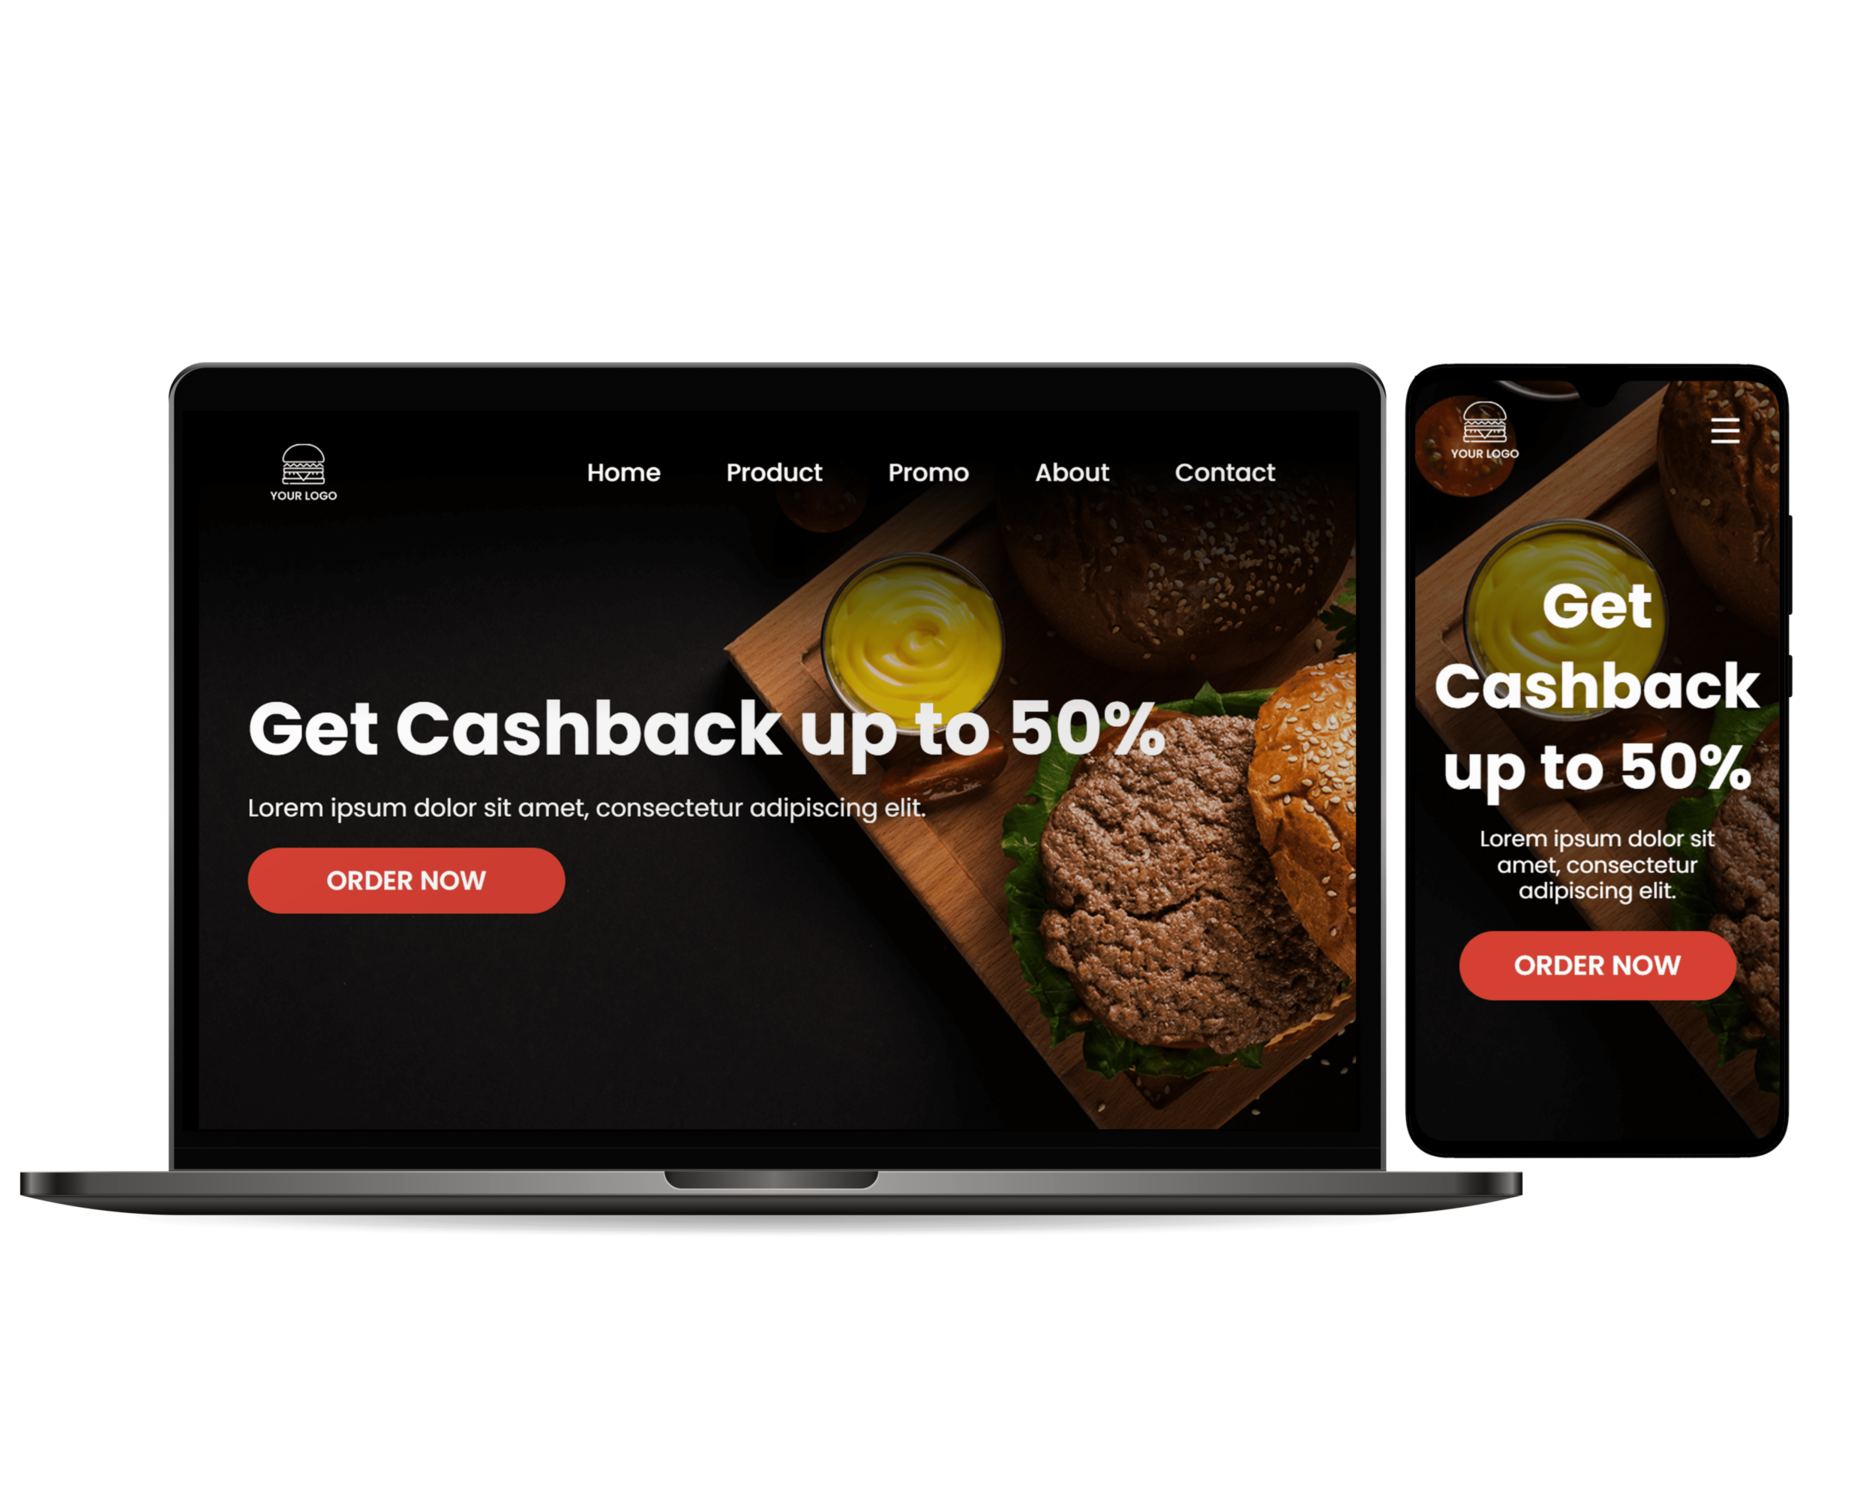 YOUR LOGO
Home Product Promo About Contact
Get Cashback up to 50%
Lorem ipsum dolor sit amet, consectetur adipiscing elit.
ORDER NOW
YOUR LOGO
Get
Cashback
up to 50%
Lorem ipsum dolor sit
amet, consectetur
adipiscing elit.
ORDER NOW